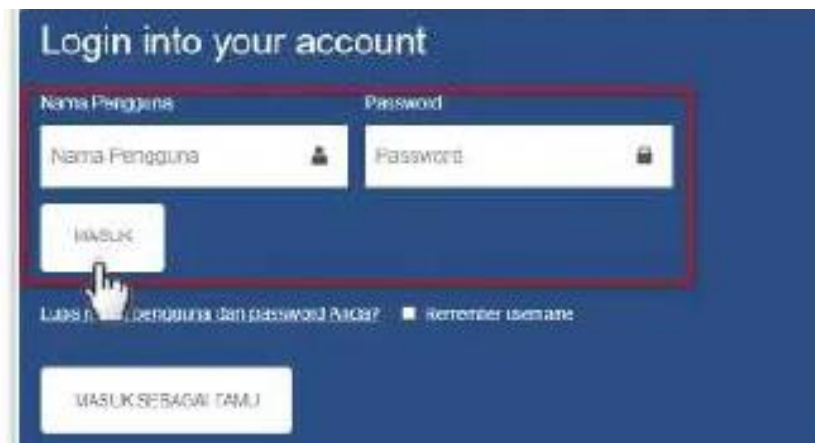 Login into your account
Nama Pengguna Password
Nama Pengguna Password
MASUK
Lupa pengguna dan password Anda? Remember username
MASUK SEBAGAI TAMU